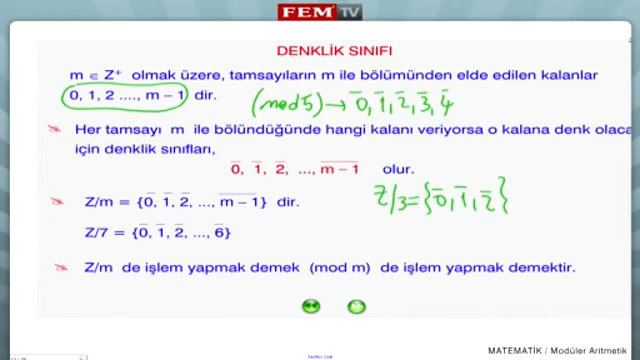 FEM TV
DENKLİK SINIFI
m ∈ Z⁺ olmak üzere, tamsayıların m ile bölümünden elde edilen kalanlar
0, 1, 2 ...., m – 1 dir. (mod 5) → 0̅, 1̅, 2̅, 3̅, 4̅
Her tamsayı m ile bölündüğünde hangi kalanı veriyorsa o kalana denk olaca
için denklik sınıfları,
0̅, 1̅, 2̅, ..., m̅ ̅–̅ ̅1̅ olur.
Z/m = {0̅, 1̅, 2̅, ..., m̅ ̅–̅ ̅1̅} dir. Z/3 = {0̅, 1̅, 2̅}
Z/7 = {0̅, 1̅, 2̅, ..., 6̅}
Z/m de işlem yapmak demek (mod m) de işlem yapmak demektir.
MATEMATİK / Modüler Aritmetik